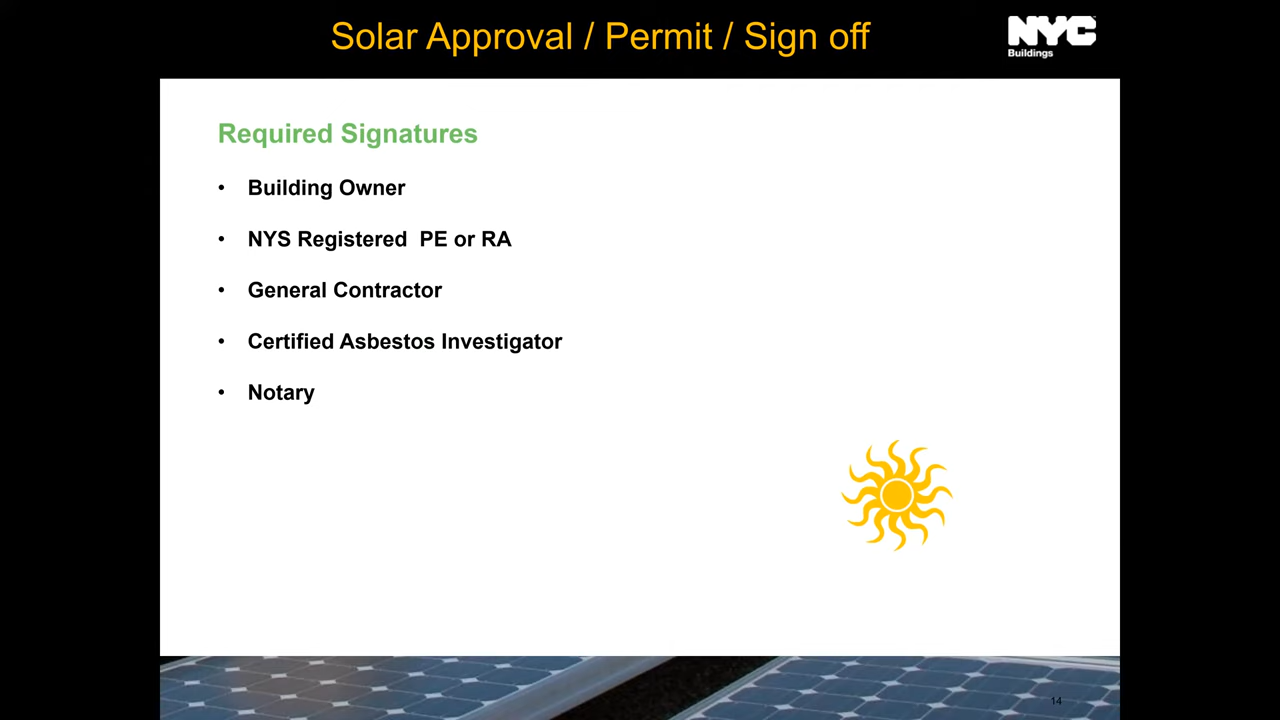 Solar Approval / Permit / Sign off
NYC
Buildings
Required Signatures
• Building Owner
• NYS Registered  PE or RA
• General Contractor
• Certified Asbestos Investigator
• Notary
14